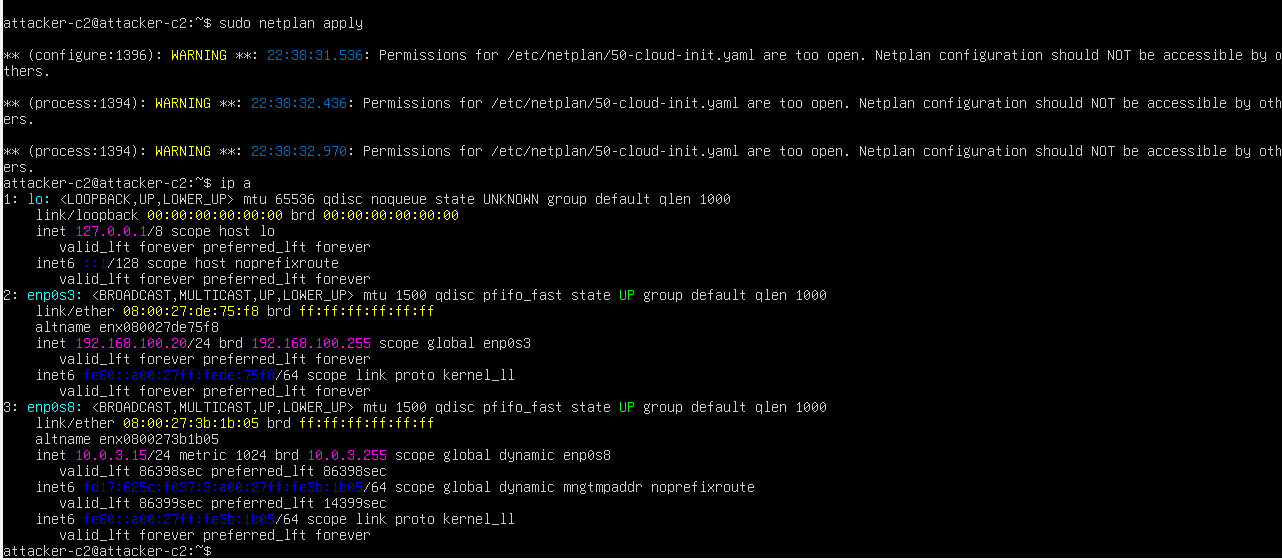 attacker-c2@attacker-c2:~$ sudo netplan apply
** (configure:1396): WARNING **: 22:38:31.536: Permissions for /etc/netplan/50-cloud-init.yaml are too open. Netplan configuration should NOT be accessible by o
thers.
** (process:1394): WARNING **: 22:38:32.436: Permissions for /etc/netplan/50-cloud-init.yaml are too open. Netplan configuration should NOT be accessible by oth
ers.
** (process:1394): WARNING **: 22:38:32.970: Permissions for /etc/netplan/50-cloud-init.yaml are too open. Netplan configuration should NOT be accessible by oth
ers.
attacker-c2@attacker-c2:~$ ip a
1: lo: <LOOPBACK,UP,LOWER_UP> mtu 65536 qdisc noqueue state UNKNOWN group default qlen 1000
    link/loopback 00:00:00:00:00:00 brd 00:00:00:00:00:00
    inet 127.0.0.1/8 scope host lo
       valid_lft forever preferred_lft forever
    inet6 ::1/128 scope host noprefixroute
       valid_lft forever preferred_lft forever
2: enp0s3: <BROADCAST,MULTICAST,UP,LOWER_UP> mtu 1500 qdisc pfifo_fast state UP group default qlen 1000
    link/ether 08:00:27:de:75:f8 brd ff:ff:ff:ff:ff:ff
    altname enx080027de75f8
    inet 192.168.100.20/24 brd 192.168.100.255 scope global enp0s3
       valid_lft forever preferred_lft forever
    inet6 fe80::a00:27ff:fede:75f8/64 scope link proto kernel_ll
       valid_lft forever preferred_lft forever
3: enp0s8: <BROADCAST,MULTICAST,UP,LOWER_UP> mtu 1500 qdisc pfifo_fast state UP group default qlen 1000
    link/ether 08:00:27:3b:1b:05 brd ff:ff:ff:ff:ff:ff
    altname enx0800273b1b05
    inet 10.0.3.15/24 metric 1024 brd 10.0.3.255 scope global dynamic enp0s8
       valid_lft 86398sec preferred_lft 86398sec
    inet6 fd17:625c:f037:3:a00:27ff:fe3b:1b05/64 scope global dynamic mngtmpaddr noprefixroute
       valid_lft 86399sec preferred_lft 14399sec
    inet6 fe80::a00:27ff:fe3b:1b05/64 scope link proto kernel_ll
       valid_lft forever preferred_lft forever
attacker-c2@attacker-c2:~$